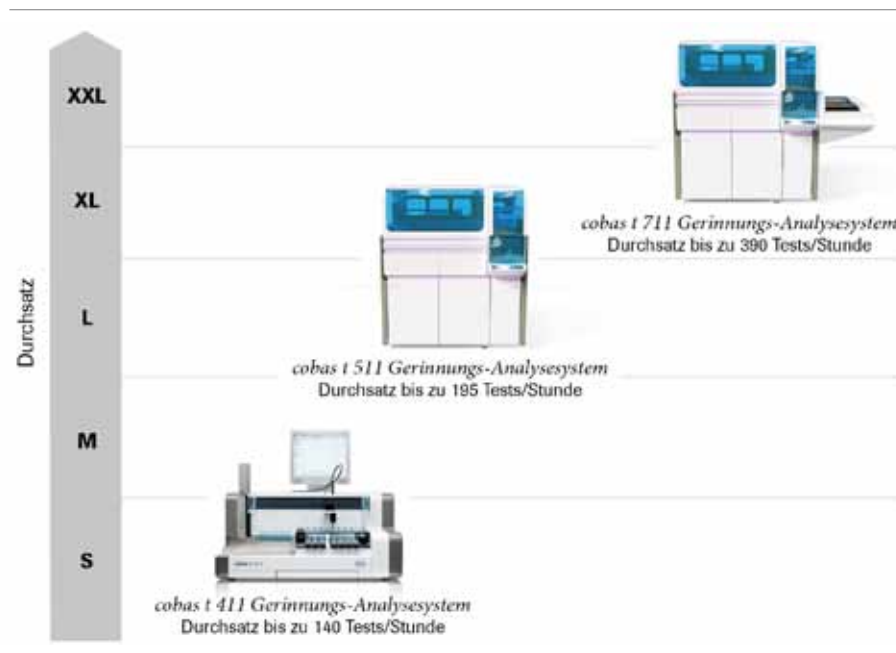 XXL
XL
cobas t 711 Gerinnungs-Analysesystem
Durchsatz bis zu 390 Tests/Stunde
Durchsatz
L
cobas t 511 Gerinnungs-Analysesystem
Durchsatz bis zu 195 Tests/Stunde
M
S
cobas t 411 Gerinnungs-Analysesystem
Durchsatz bis zu 140 Tests/Stunde